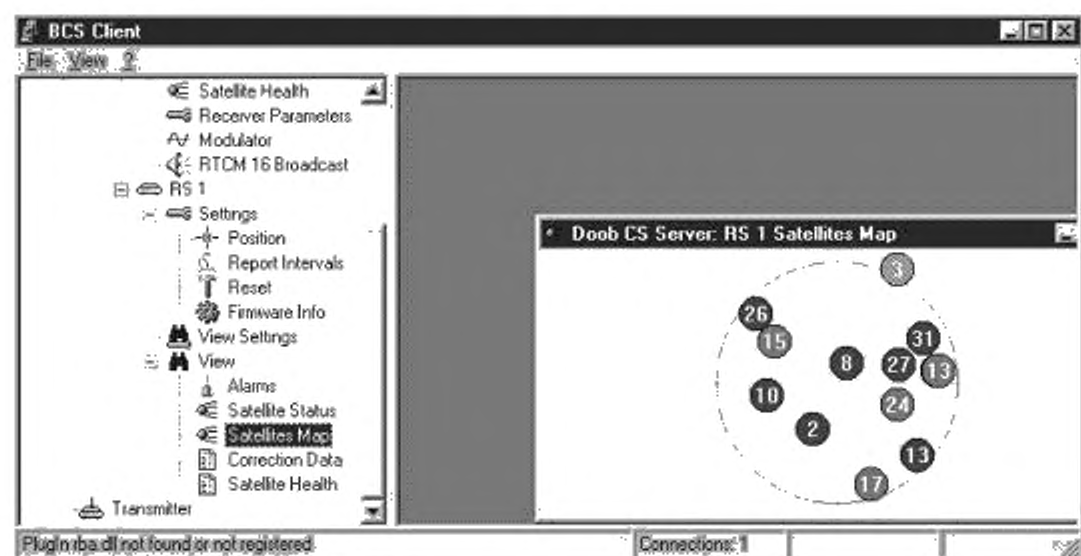 BCS Client
File View ?
Satellite Health
Receiver Parameters
Modulator
RTCM 16 Broadcast
RS 1
Settings
Position
Report Intervals
Reset
Firmware Info
View Settings
View
Alarms
Satellite Status
Satellites Map
Correction Data
Satellite Health
Transmitter
Doob CS Server: RS 1 Satellites Map
3
26
15
31
8
27
13
10
24
2
13
17
Plugin rba.dll not found or not registered.
Connections: 1